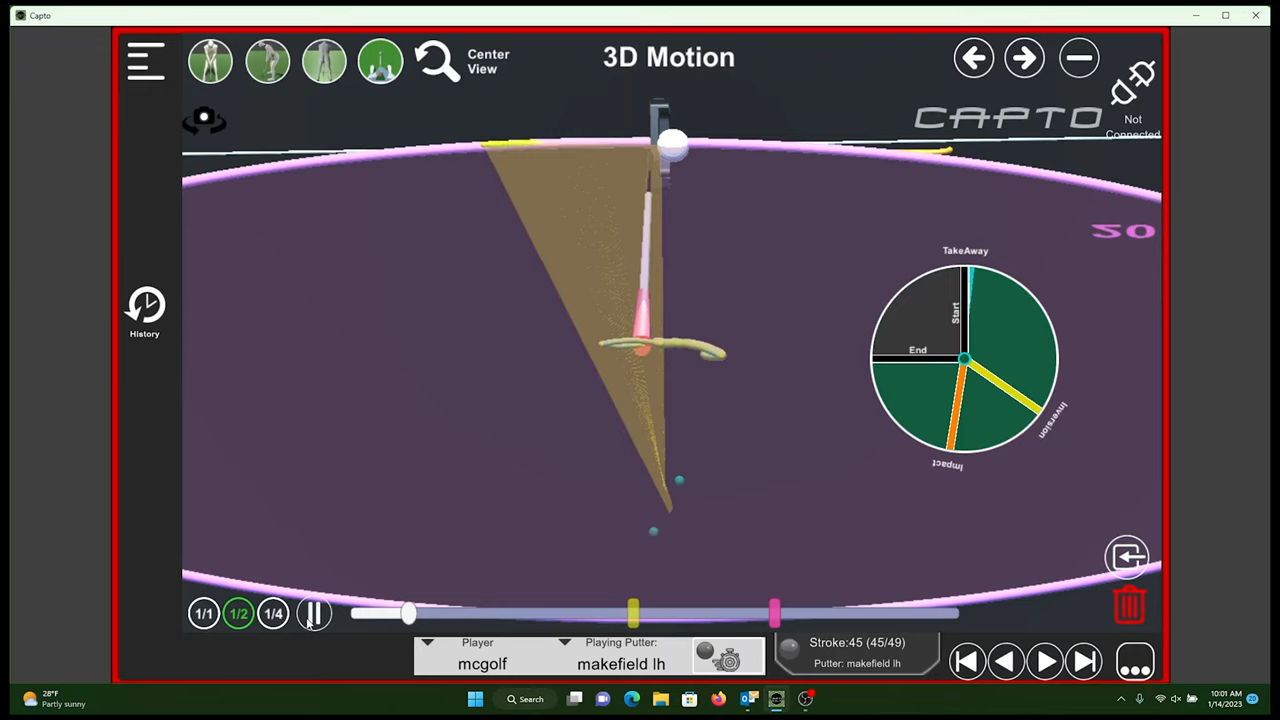 Capto
Center
View
3D Motion
Not
Connected
CAPTO
20
TakeAway
Start
End
Inversion
Impact
History
1/1
1/2
1/4
Player
mcgolf
Playing Putter:
makefield lh
Stroke:45 (45/49)
Putter: makefield lh
28°F
Partly sunny
Search
10:01 AM
1/14/2023
20